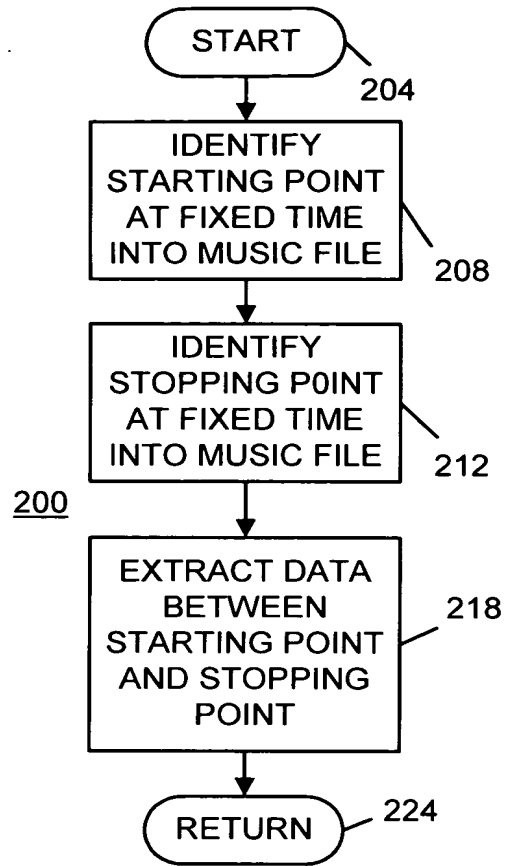 START
204
IDENTIFY
STARTING POINT
AT FIXED TIME
INTO MUSIC FILE
208
IDENTIFY
STOPPING P0INT
AT FIXED TIME
INTO MUSIC FILE
212
200
EXTRACT DATA
BETWEEN
STARTING POINT
AND STOPPING
POINT
218
RETURN
224